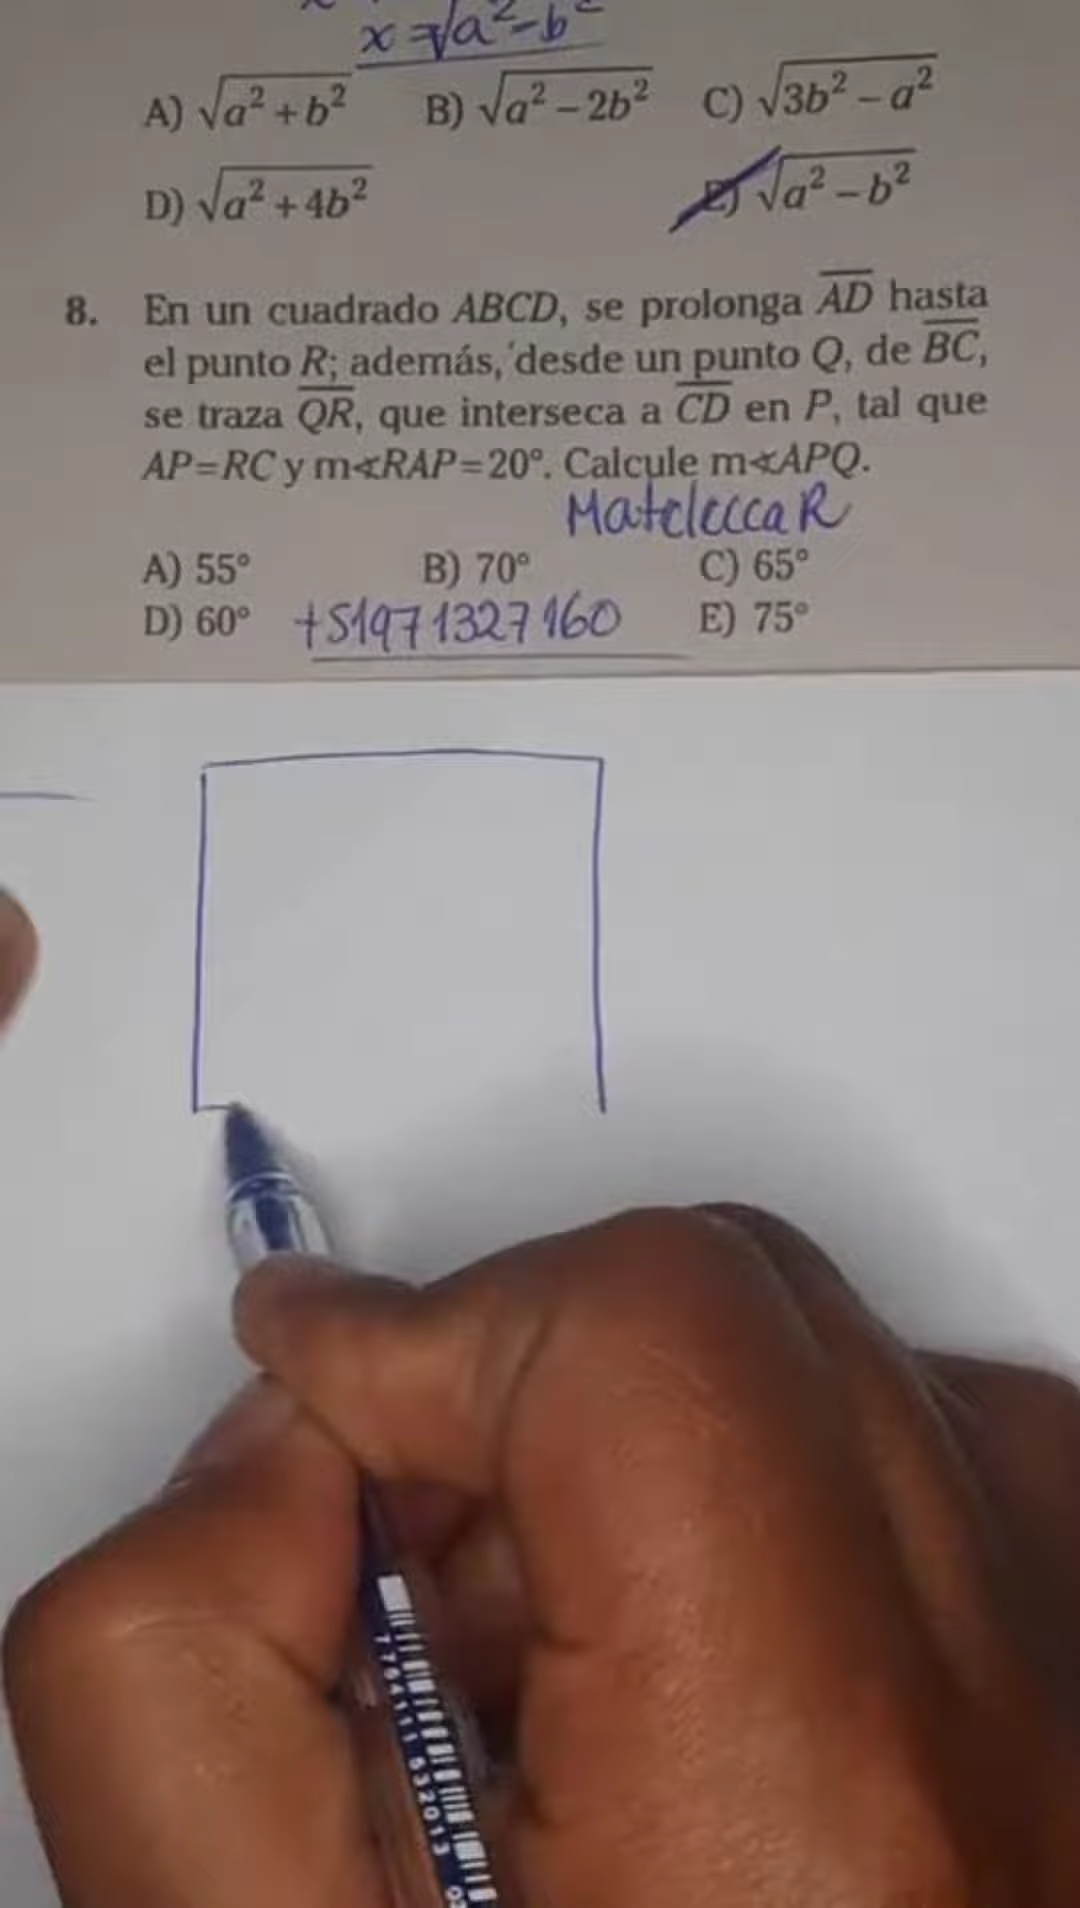 x = √a² - b²
A) √a² + b² B) √a² - 2b² C) √3b² - a²
D) √a² + 4b² E) √a² - b²
8. En un cuadrado ABCD, se prolonga AD hasta
el punto R; además, desde un punto Q, de BC,
se traza QR, que interseca a CD en P, tal que
AP=RC y m∢RAP=20°. Calcule m∢APQ.
MateleccaR
A) 55° B) 70° C) 65°
D) 60° +51971327160 E) 75°